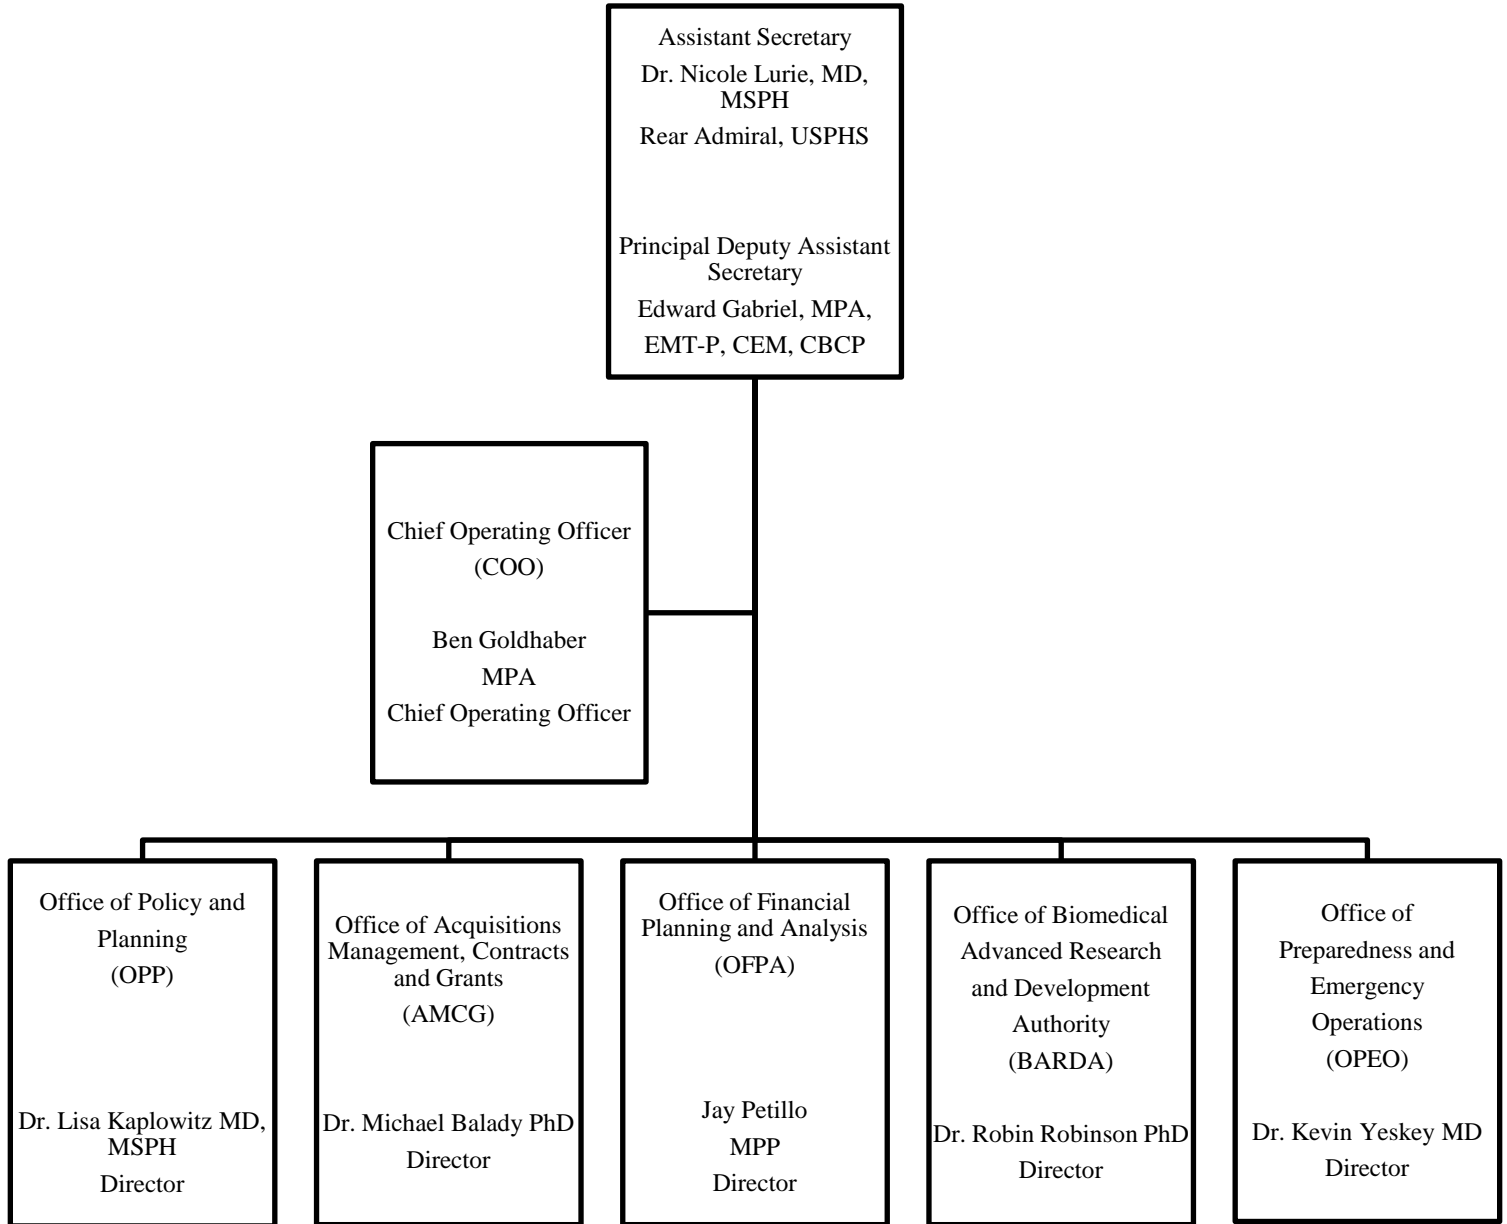 Assistant Secretary
Dr. Nicole Lurie, MD,
MSPH
Rear Admiral, USPHS
Principal Deputy Assistant
Secretary
Edward Gabriel, MPA,
EMT-P, CEM, CBCP
Chief Operating Officer
(COO)
Ben Goldhaber
MPA
Chief Operating Officer
Office of Policy and
Planning
(OPP)
Dr. Lisa Kaplowitz MD,
MSPH
Director
Office of Acquisitions
Management, Contracts
and Grants
(AMCG)
Dr. Michael Balady PhD
Director
Office of Financial
Planning and Analysis
(OFPA)
Jay Petillo
MPP
Director
Office of Biomedical
Advanced Research
and Development
Authority
(BARDA)
Dr. Robin Robinson PhD
Director
Office of
Preparedness and
Emergency
Operations
(OPEO)
Dr. Kevin Yeskey MD
Director